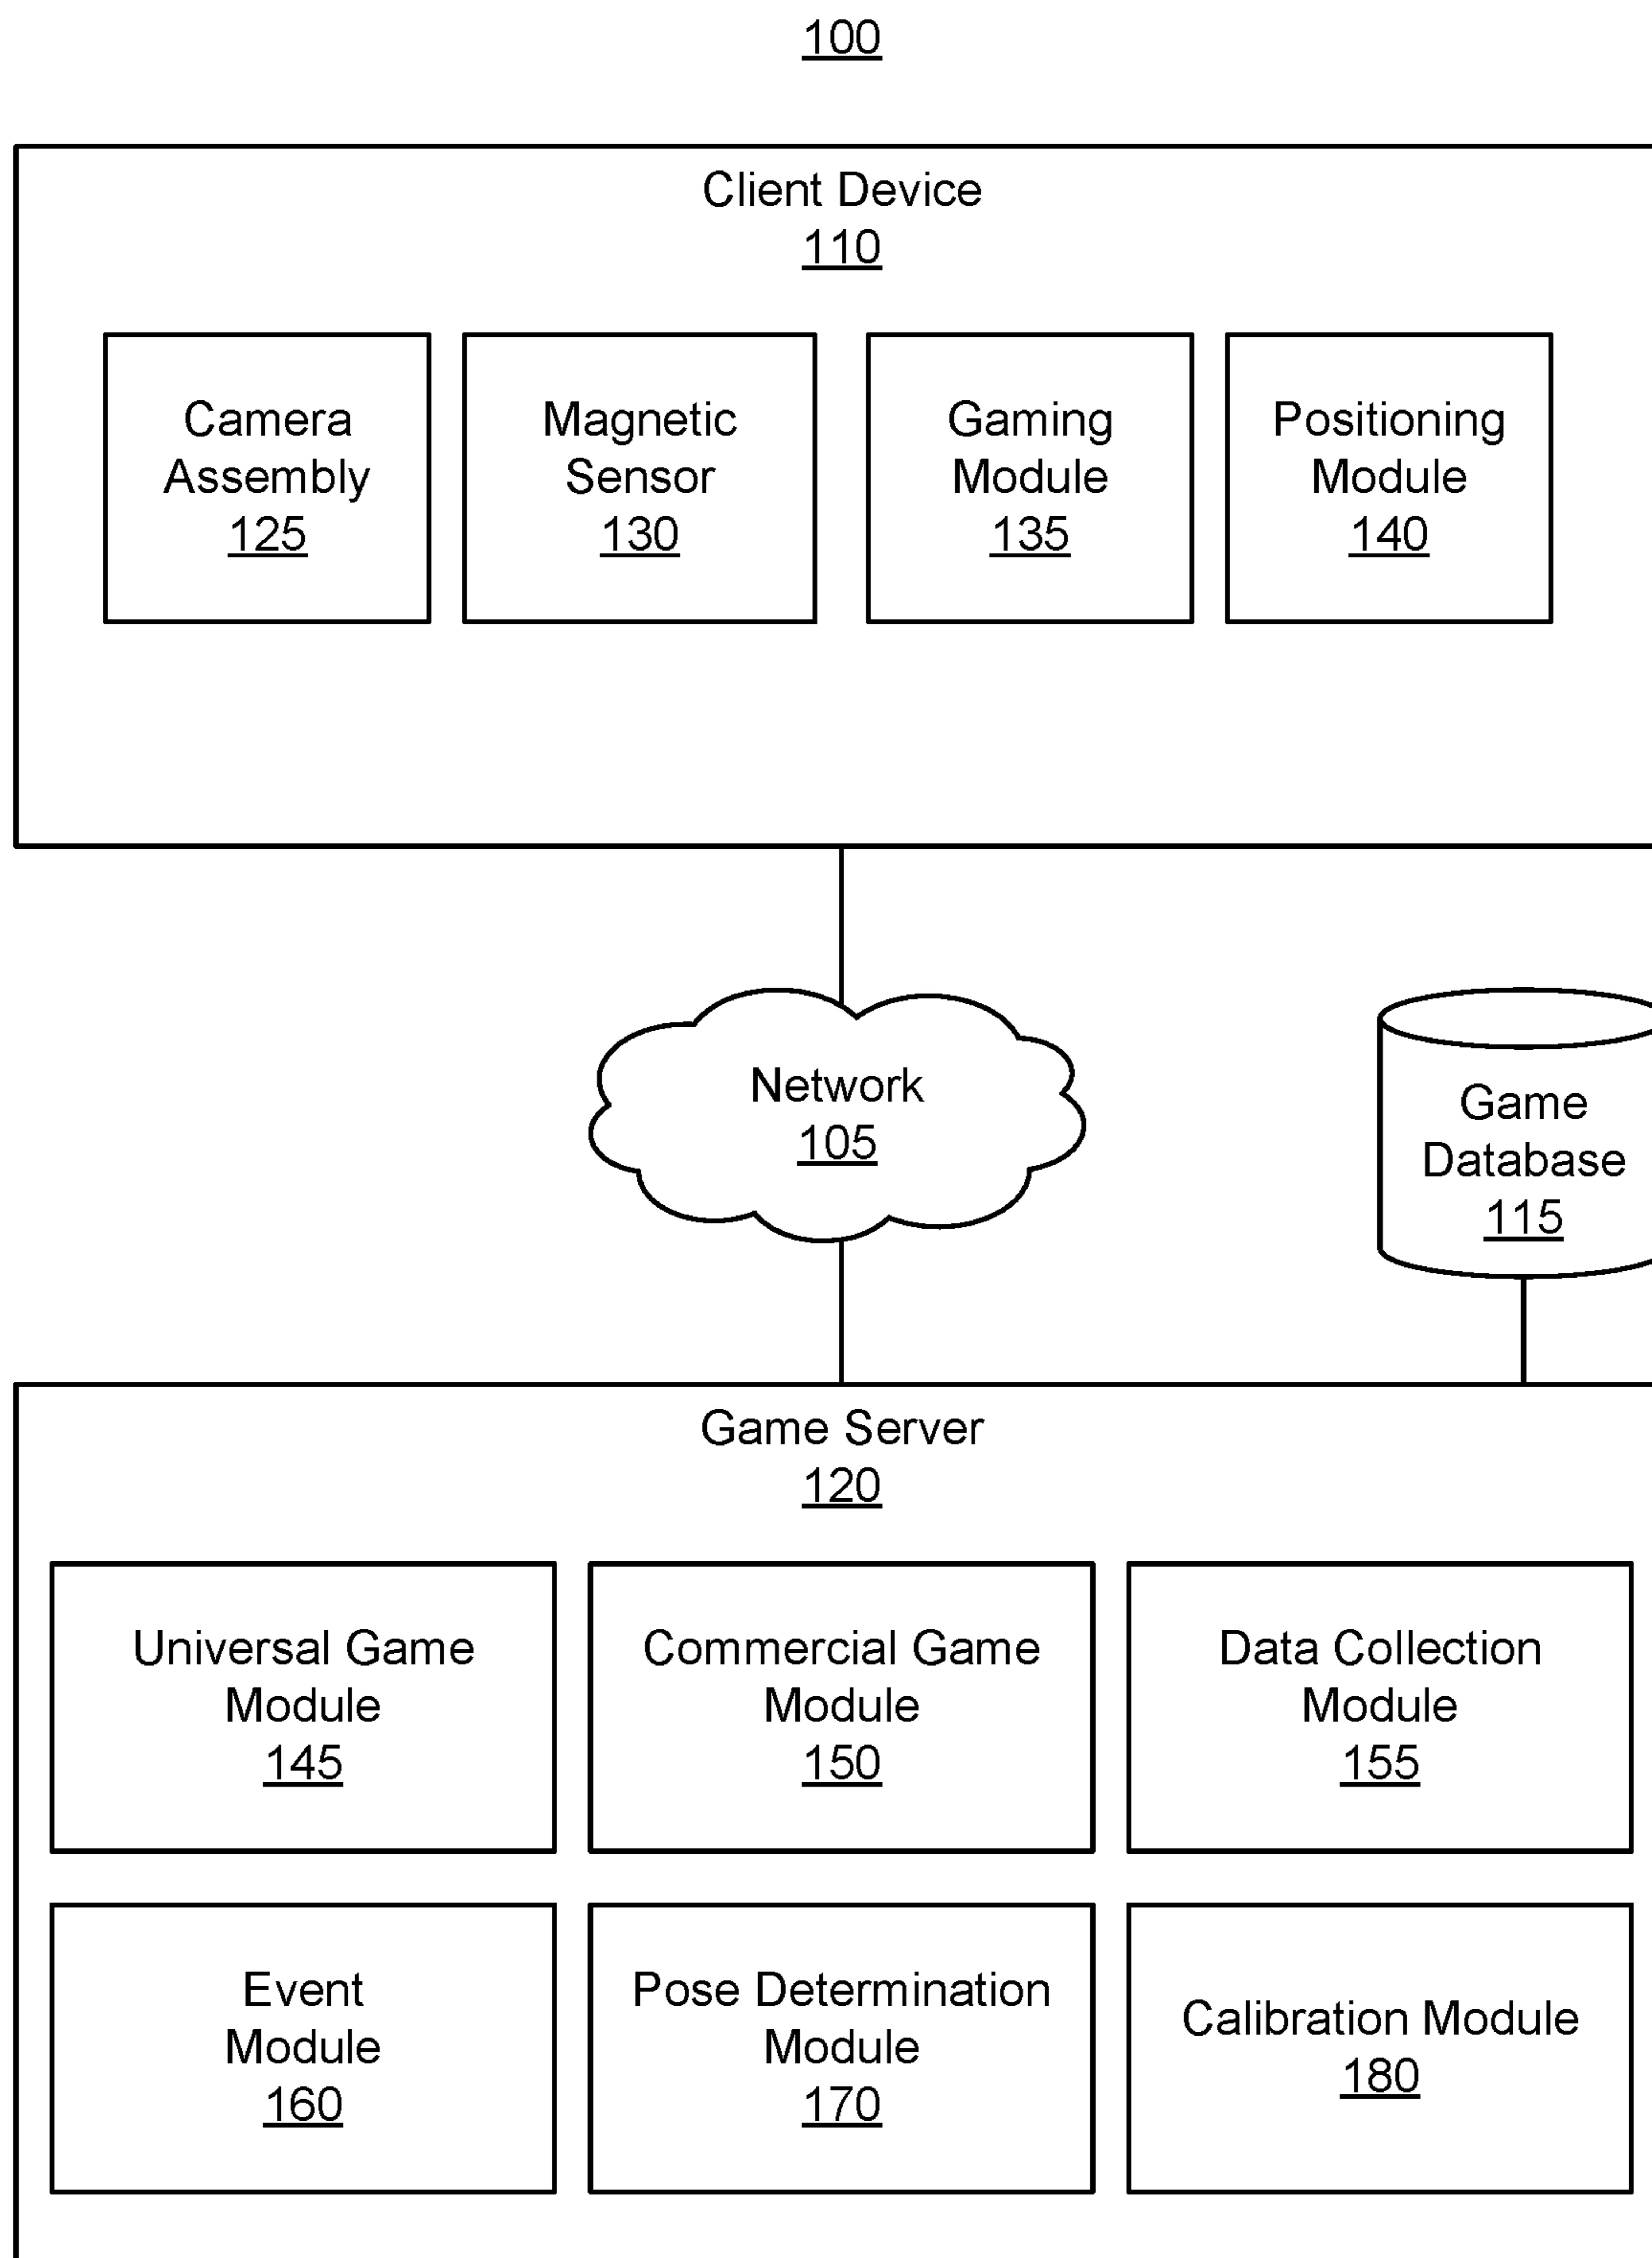 100
Client Device
110
Camera
Assembly
125
Magnetic
Sensor
130
Gaming
Module
135
Positioning
Module
140
Network
105
Game
Database
115
Game Server
120
Universal Game
Module
145
Commercial Game
Module
150
Data Collection
Module
155
Event
Module
160
Pose Determination
Module
170
Calibration Module
180